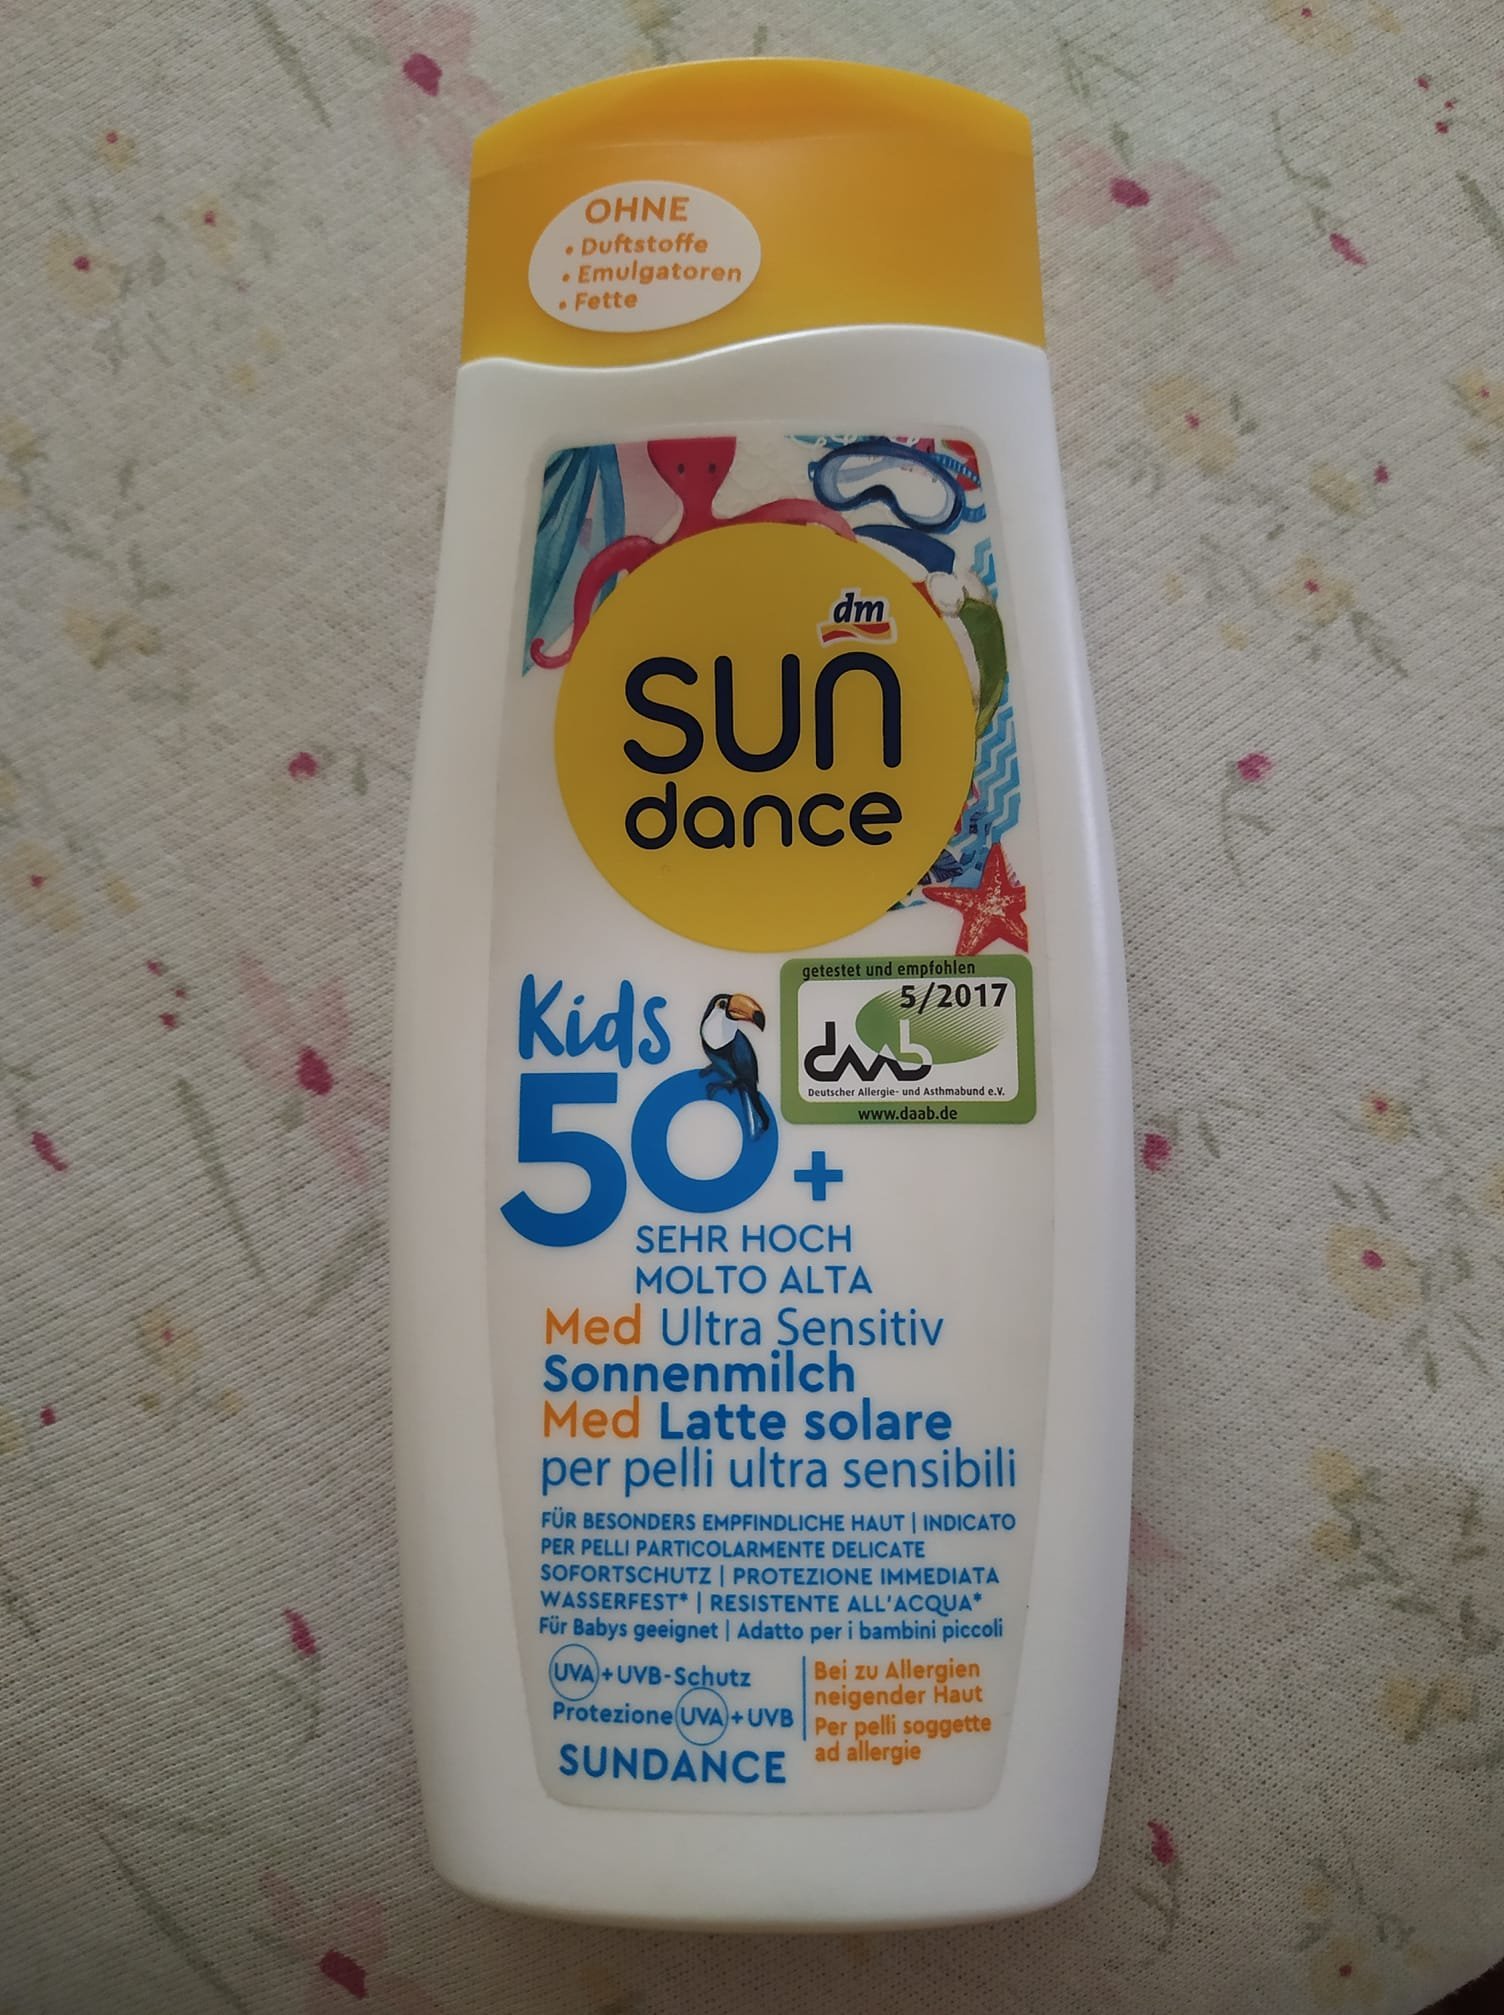 OHNE
• Duftstoffe
• Emulgatoren
• Fette
dm
sun
dance
getestet und empfohlen
5/2017
daab
Deutscher Allergie- und Asthmabund e.V.
www.daab.de
Kids
50+
SEHR HOCH
MOLTO ALTA
Med Ultra Sensitiv
Sonnenmilch
Med Latte solare
per pelli ultra sensibili
FÜR BESONDERS EMPFINDLICHE HAUT | INDICATO
PER PELLI PARTICOLARMENTE DELICATE
SOFORTSCHUTZ | PROTEZIONE IMMEDIATA
WASSERFEST* | RESISTENTE ALL'ACQUA*
Für Babys geeignet | Adatto per i bambini piccoli
UVA+UVB-Schutz
Protezione UVA+UVB
SUNDANCE
Bei zu Allergien
neigender Haut
Per pelli soggette
ad allergie